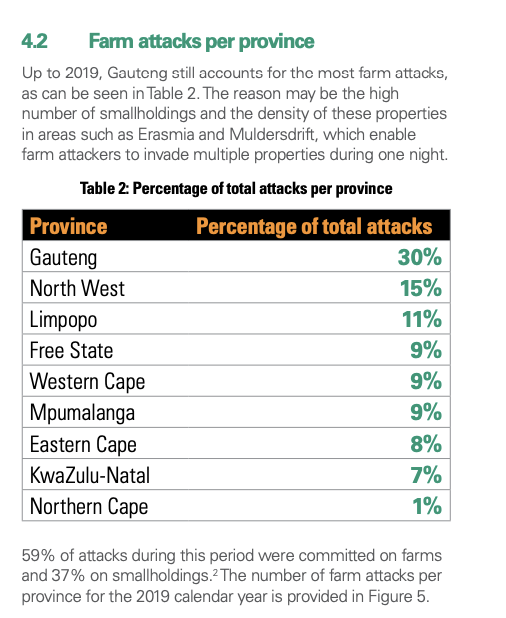 4.2 Farm attacks per province
Up to 2019, Gauteng still accounts for the most farm attacks,
as can be seen in Table 2. The reason may be the high
number of smallholdings and the density of these properties
in areas such as Erasmia and Muldersdrift, which enable
farm attackers to invade multiple properties during one night.
Table 2: Percentage of total attacks per province
Province Percentage of total attacks
Gauteng 30%
North West 15%
Limpopo 11%
Free State 9%
Western Cape 9%
Mpumalanga 9%
Eastern Cape 8%
KwaZulu-Natal 7%
Northern Cape 1%
59% of attacks during this period were committed on farms
and 37% on smallholdings.² The number of farm attacks per
province for the 2019 calendar year is provided in Figure 5.